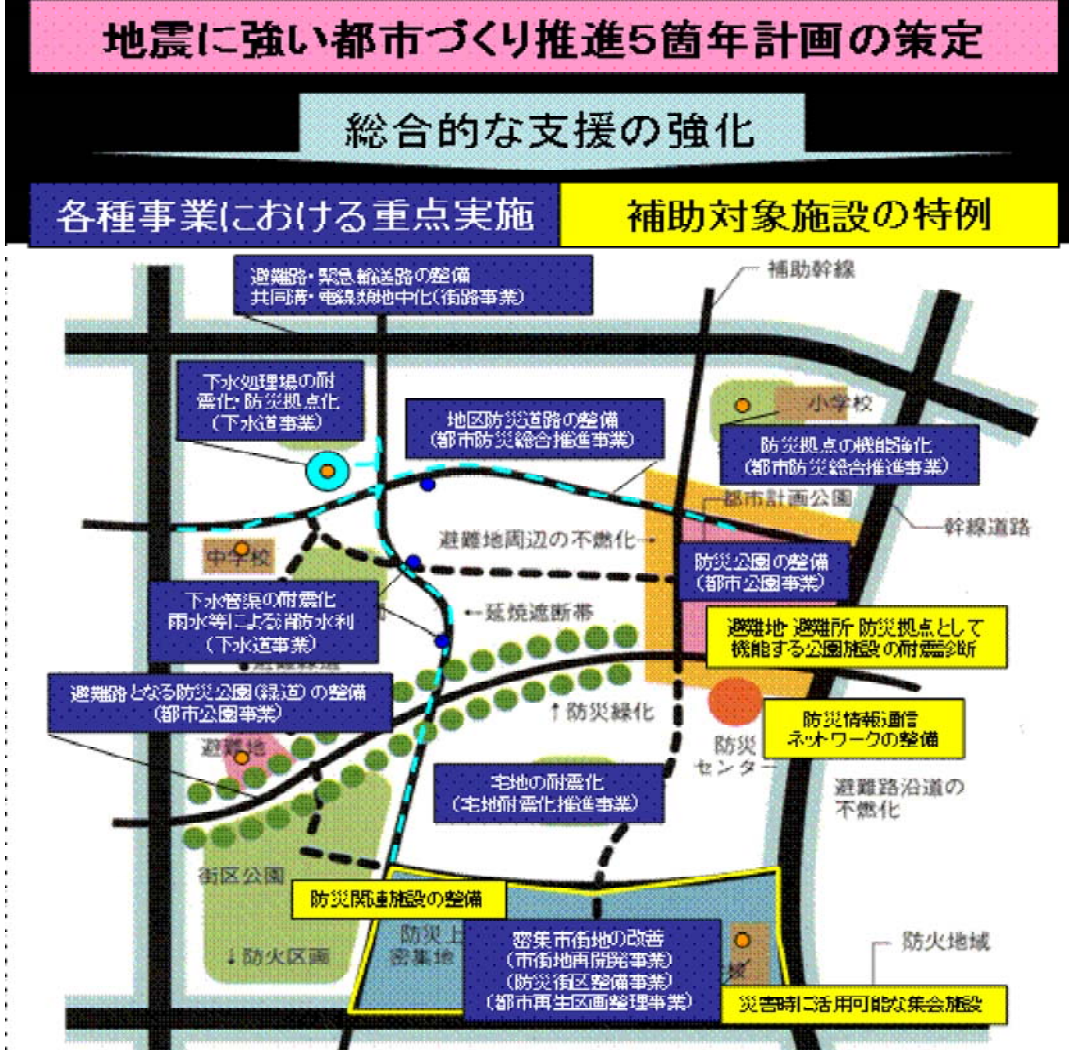 地震に強い都市づくり推進5箇年計画の策定
総合的な支援の強化
各種事業における重点実施
補助対象施設の特例
避難路・緊急輸送路の整備
共同溝・電線類地中化(街路事業)
補助幹線
下水処理場の耐
震化・防災拠点化
(下水道事業)
地区防災道路の整備
(都市防災総合推進事業)
小学校
防災拠点の機能強化
(都市防災総合推進事業)
都市計画公園
幹線道路
中学校
避難地周辺の不燃化→
防災公園の整備
(都市公園事業)
下水管渠の耐震化
雨水等による消防水利
(下水道事業)
←延焼遮断帯
避難地・避難所・防災拠点として
機能する公園施設の耐震診断
避難緑道
避難路となる防災公園(緑道)の整備
(都市公園事業)
↑防災緑化
防災情報通信
ネットワークの整備
避難地
防災
センター
宅地の耐震化
(宅地耐震化推進事業)
避難路沿道の
不燃化
街区公園
防災関連施設の整備
↓防火区画
防災上
密集地
密集市街地の改善
(市街地再開発事業)
(防災街区整備事業)
(都市再生区画整理事業)
防火地域
災害時に活用可能な集会施設